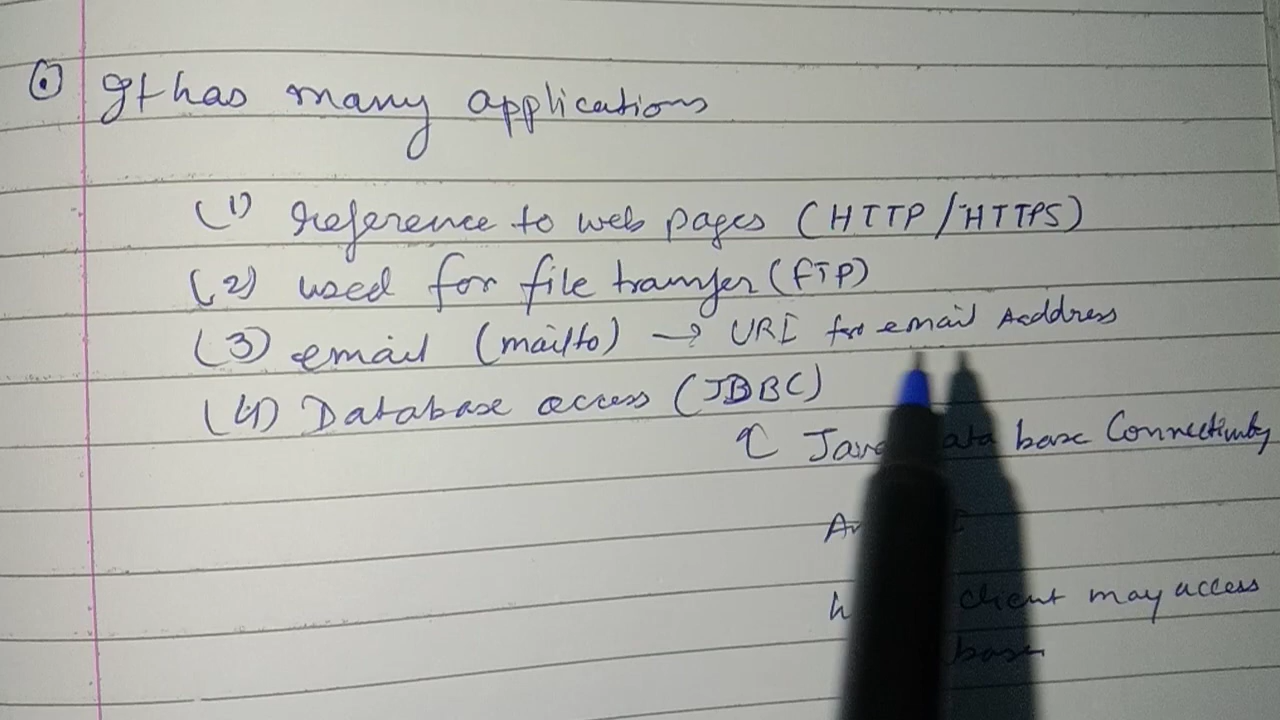 It has many applications
(1) reference to web pages (HTTP/HTTPS)
(2) used for file transfer (FTP)
(3) email (mailto) → URI for email Address
(4) Database access (JDBC)
Java base Connectivity
client may access